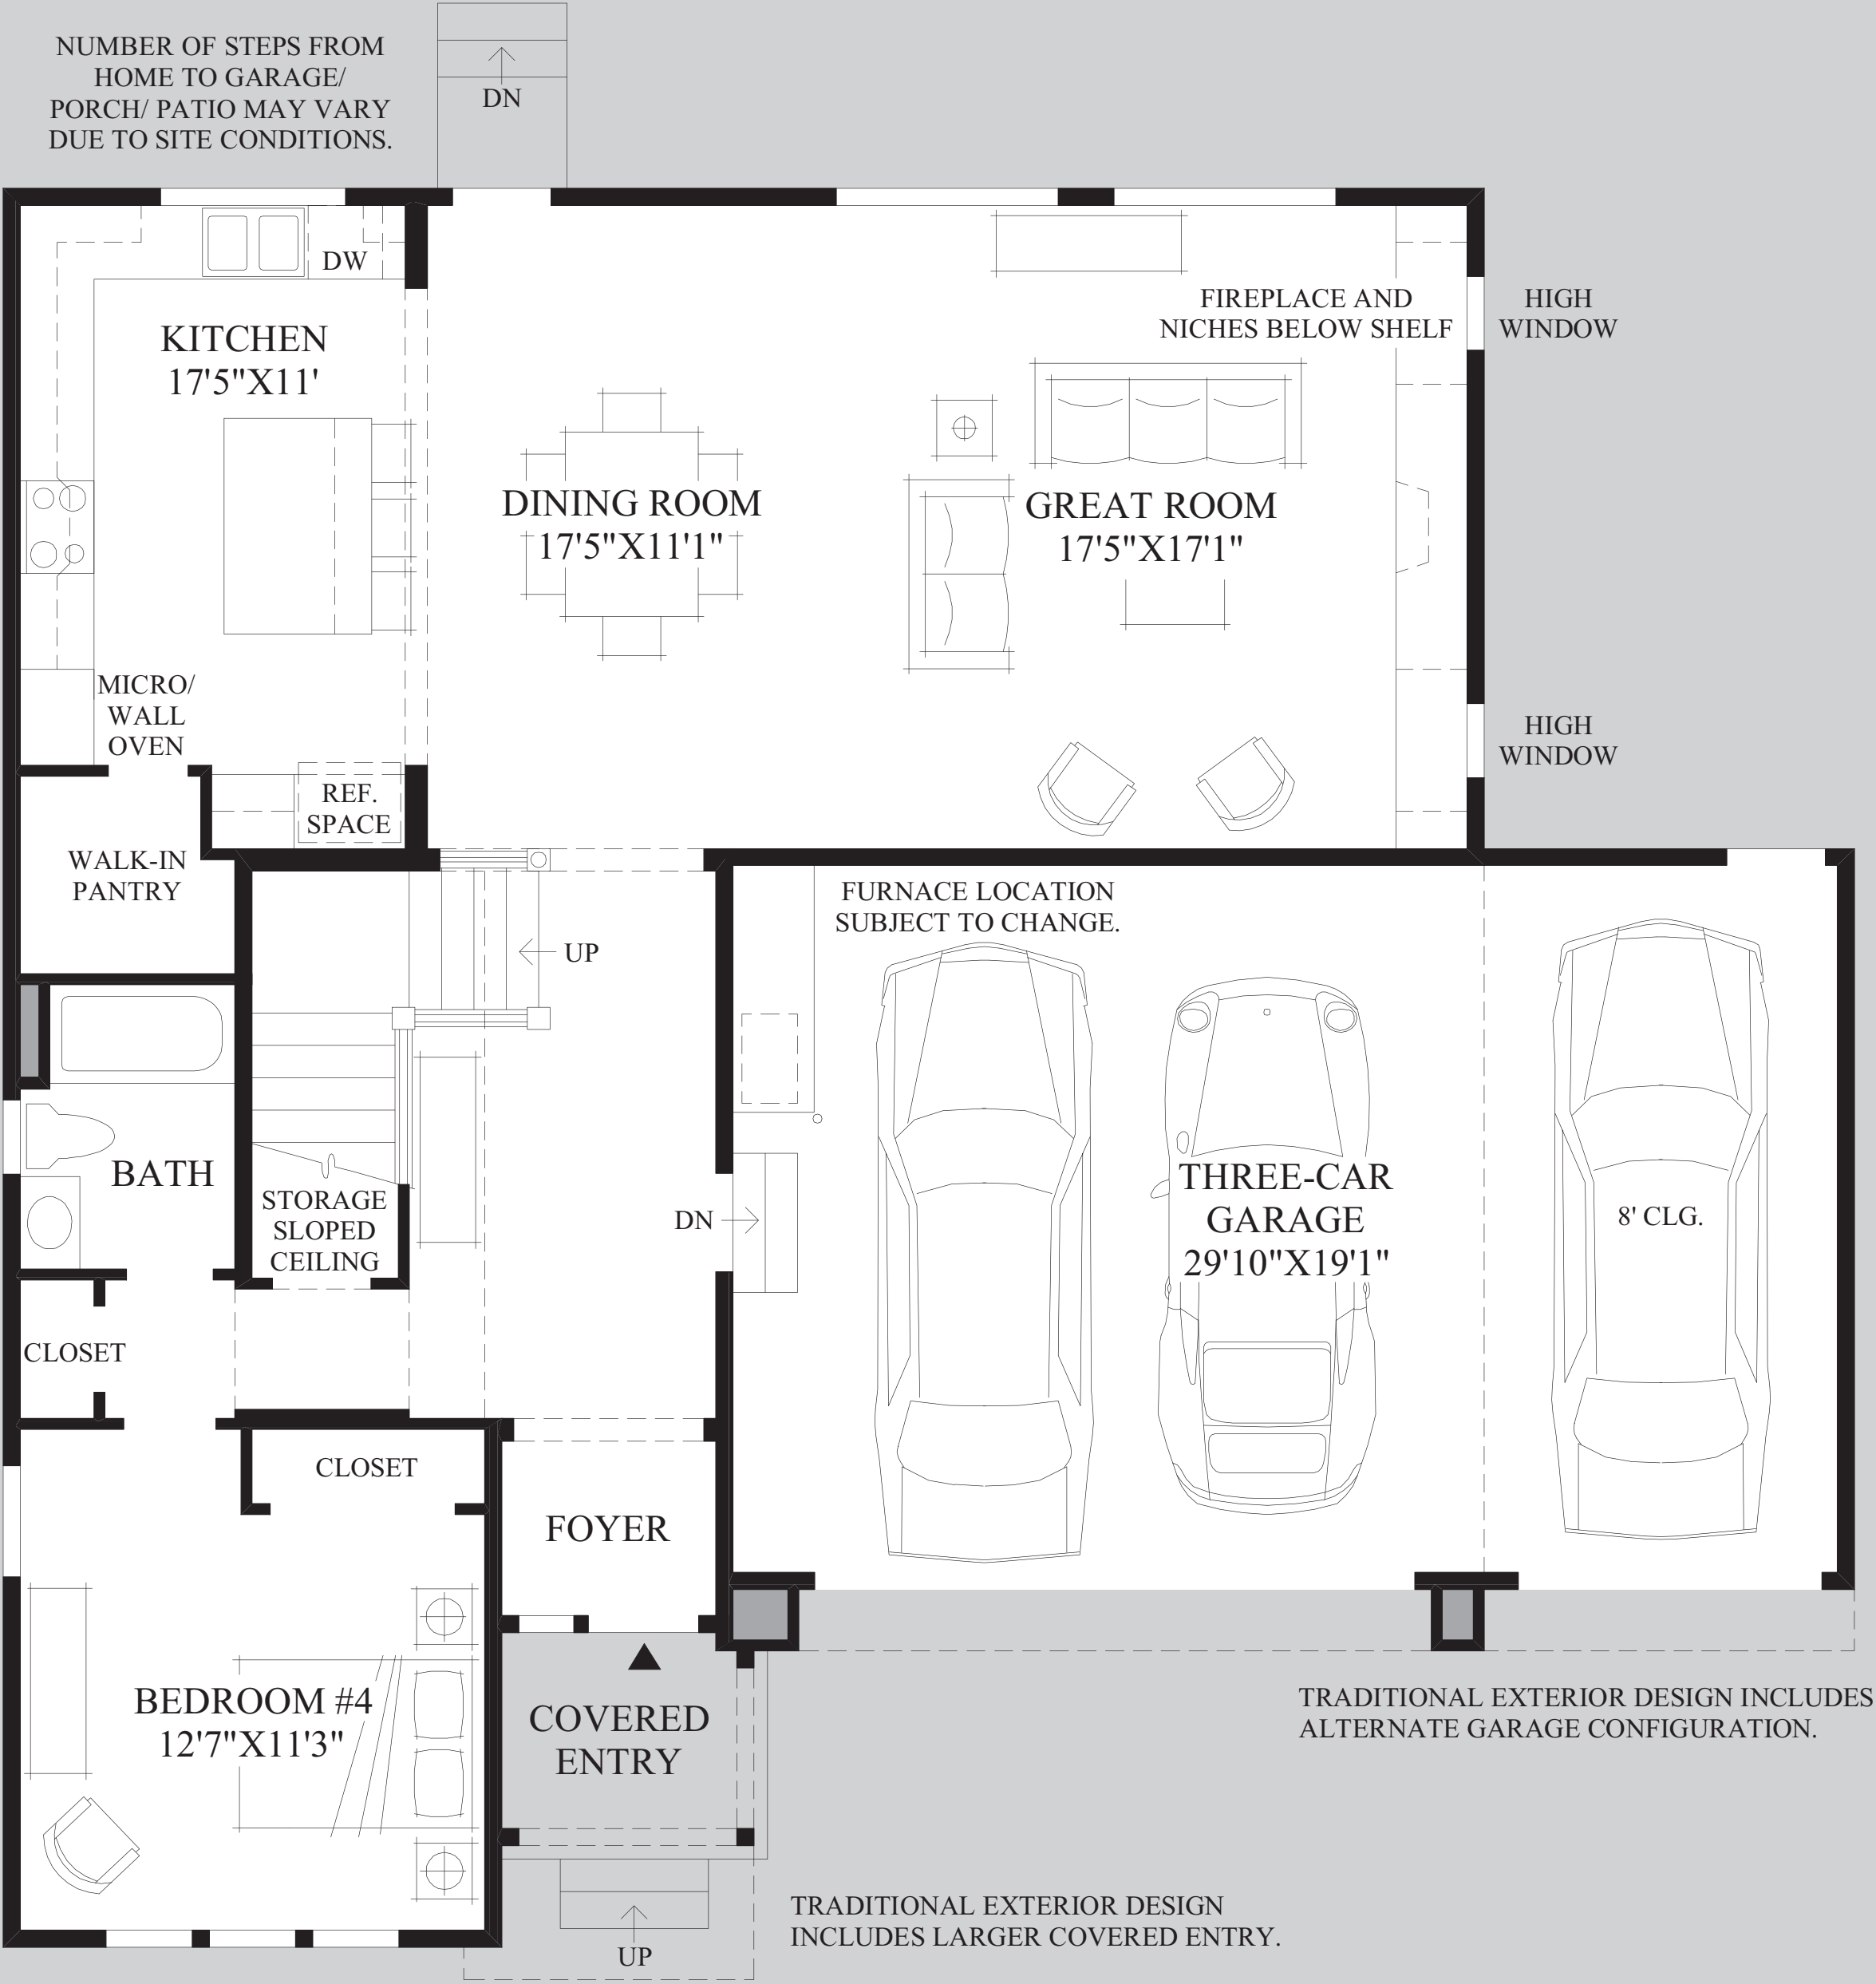 NUMBER OF STEPS FROM
HOME TO GARAGE/
PORCH/ PATIO MAY VARY
DUE TO SITE CONDITIONS.
DN
DW
KITCHEN
17'5"X11'
FIREPLACE AND
NICHES BELOW SHELF
HIGH
WINDOW
DINING ROOM
17'5"X11'1"
GREAT ROOM
17'5"X17'1"
MICRO/
WALL
OVEN
HIGH
WINDOW
REF.
SPACE
WALK-IN
PANTRY
FURNACE LOCATION
SUBJECT TO CHANGE.
UP
BATH
STORAGE
SLOPED
CEILING
DN
THREE-CAR
GARAGE
29'10"X19'1"
8' CLG.
CLOSET
CLOSET
FOYER
BEDROOM #4
12'7"X11'3"
COVERED
ENTRY
TRADITIONAL EXTERIOR DESIGN INCLUDES
ALTERNATE GARAGE CONFIGURATION.
TRADITIONAL EXTERIOR DESIGN
INCLUDES LARGER COVERED ENTRY.
UP